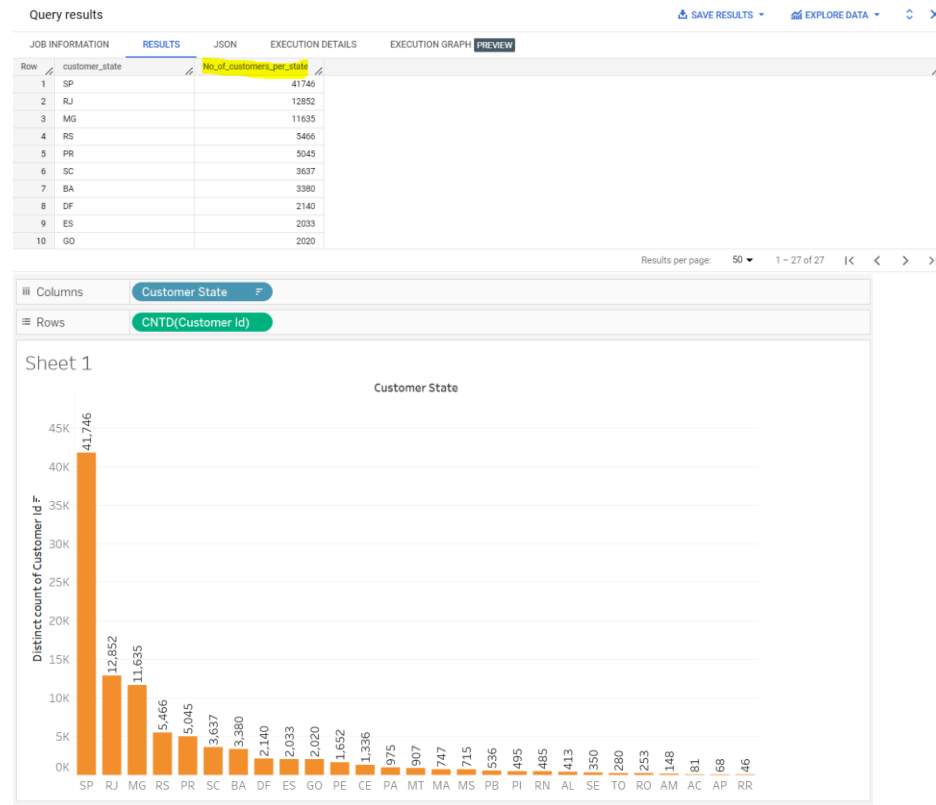 Query results
SAVE RESULTS
EXPLORE DATA
JOB INFORMATION RESULTS JSON EXECUTION DETAILS EXECUTION GRAPH PREVIEW
Row customer_state No_of_customers_per_state
1 SP 41746
2 RJ 12852
3 MG 11635
4 RS 5466
5 PR 5045
6 SC 3637
7 BA 3380
8 DF 2140
9 ES 2033
10 GO 2020
Results per page: 50 1 – 27 of 27
Columns Customer State
Rows CNTD(Customer Id)
Sheet 1
Customer State
Distinct count of Customer Id
45K
40K
35K
30K
25K
20K
15K
10K
5K
0K
41,746 12,852 11,635 5,466 5,045 3,637 3,380 2,140 2,033 2,020 1,652 1,336 975 907 747 715 536 495 485 413 350 280 253 148 81 68 46
SP RJ MG RS PR SC BA DF ES GO PE CE PA MT MA MS PB PI RN AL SE TO RO AM AC AP RR